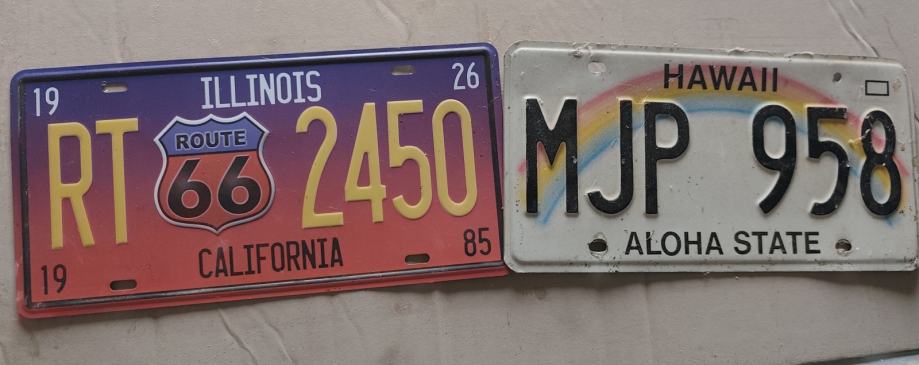 19 ILLINOIS 26
RT ROUTE 66 2450
19 CALIFORNIA 85
HAWAII
MJP 958
ALOHA STATE